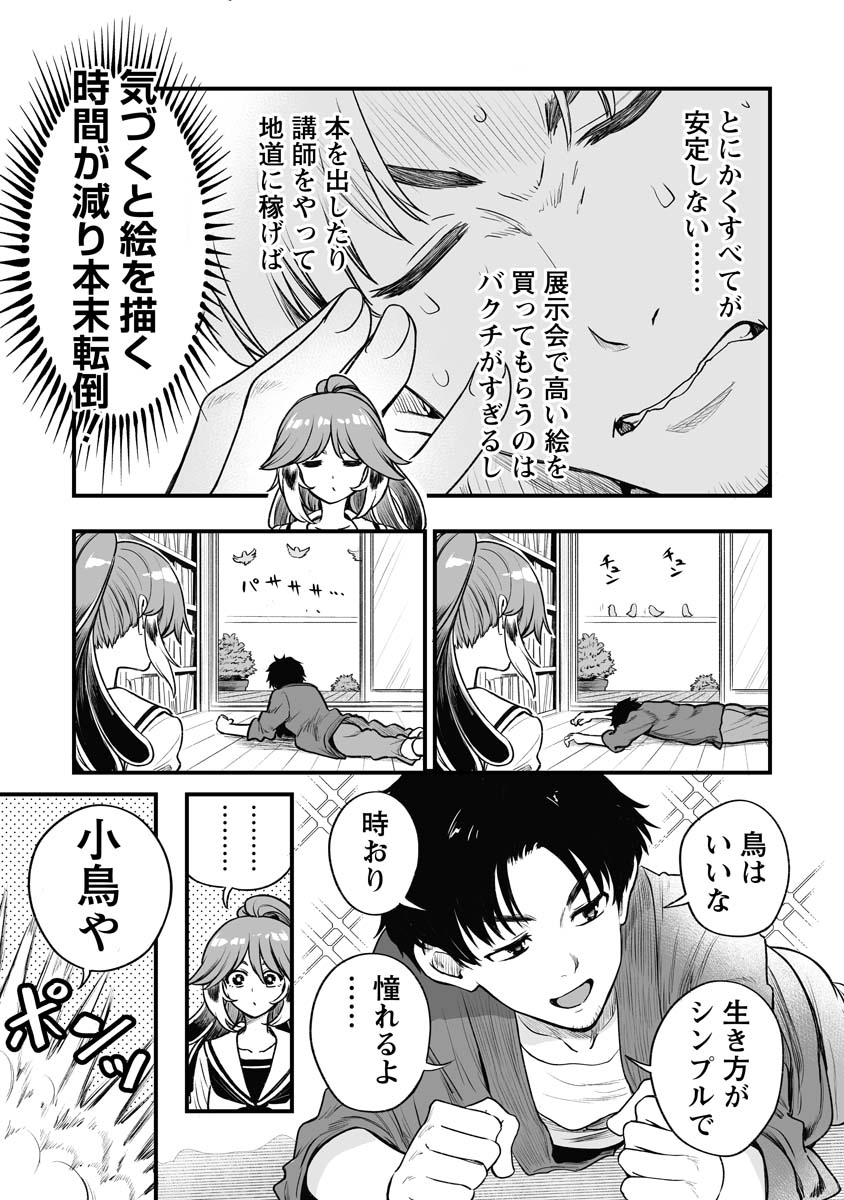 とにかくすべてが
安定しない……
展示会で高い絵を
買ってもらうのは
バクチがすぎるし
本を出したり
講師をやって
地道に稼げば
気づくと絵を描く
時間が減り本末転倒!!
チュン
チュン
パササササ…
鳥は
いいな
生き方が
シンプルで
時おり
憧れるよ
……
………
………
小鳥や
ポンッ